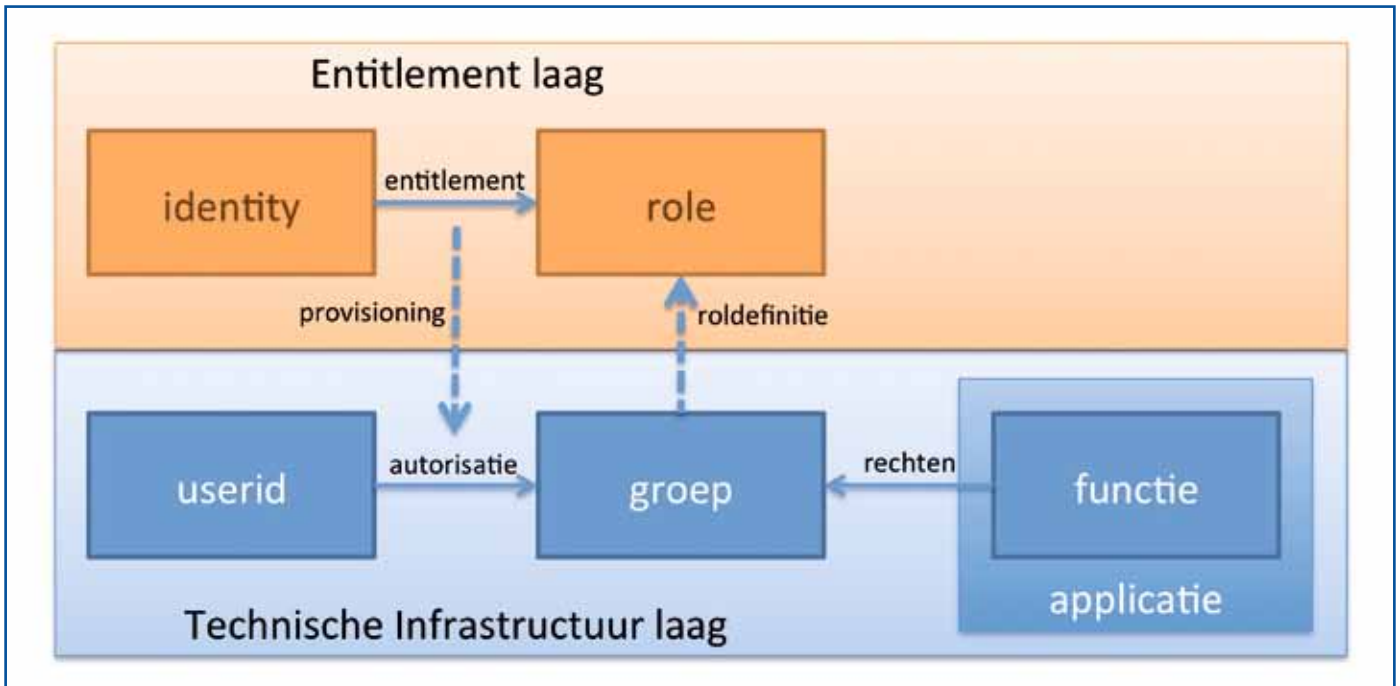 Entitlement laag
identity
entitlement
role
provisioning
roldefinitie
userid
autorisatie
groep
rechten
functie
applicatie
Technische Infrastructuur laag